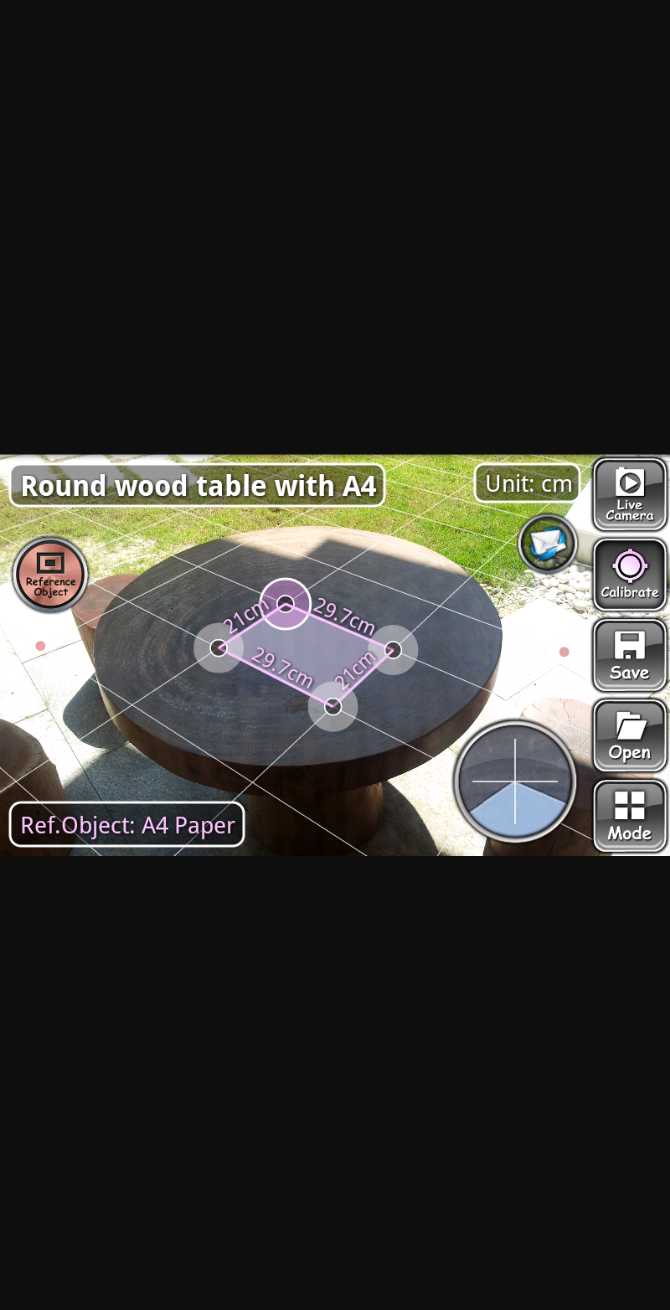 Round wood table with A4
Unit: cm
Live
Camera
Reference
Object
Calibrate
21cm
29.7cm
29.7cm
21cm
Save
Open
Ref.Object: A4 Paper
Mode